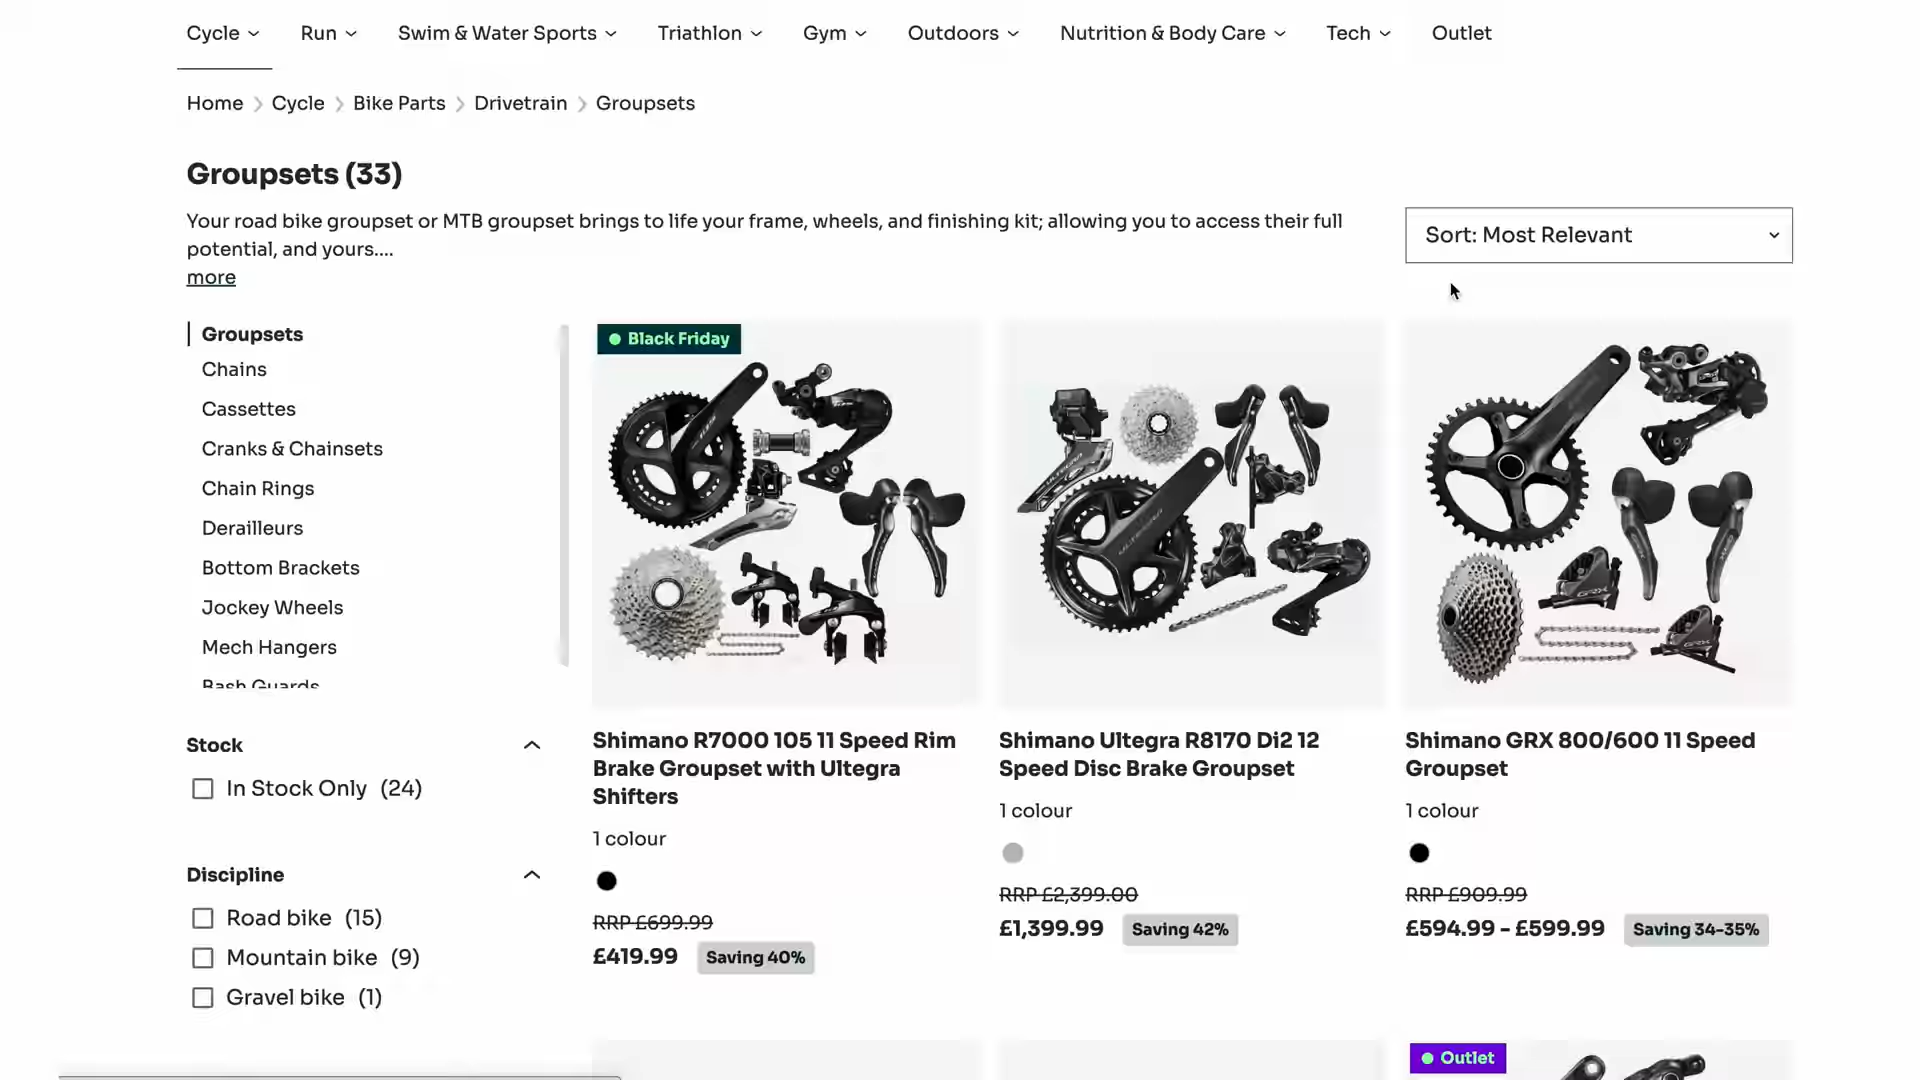 Cycle
Run
Swim & Water Sports
Triathlon
Gym
Outdoors
Nutrition & Body Care
Tech
Outlet
Home
Cycle
Bike Parts
Drivetrain
Groupsets
Groupsets (33)
Your road bike groupset or MTB groupset brings to life your frame, wheels, and finishing kit; allowing you to access their full
potential, and yours....
more
Sort: Most Relevant
Groupsets
Chains
Cassettes
Cranks & Chainsets
Chain Rings
Derailleurs
Bottom Brackets
Jockey Wheels
Mech Hangers
Bash Guards
Stock
In Stock Only (24)
Discipline
Road bike (15)
Mountain bike (9)
Gravel bike (1)
Black Friday
Shimano R7000 105 11 Speed Rim
Brake Groupset with Ultegra
Shifters
1 colour
RRP £699.99
£419.99
Saving 40%
ULTEGRA
ULTEGRA
Shimano Ultegra R8170 Di2 12
Speed Disc Brake Groupset
1 colour
RRP £2,399.00
£1,399.99
Saving 42%
GRX
GRX
Shimano GRX 800/600 11 Speed
Groupset
1 colour
RRP £909.99
£594.99 - £599.99
Saving 34-35%
Outlet